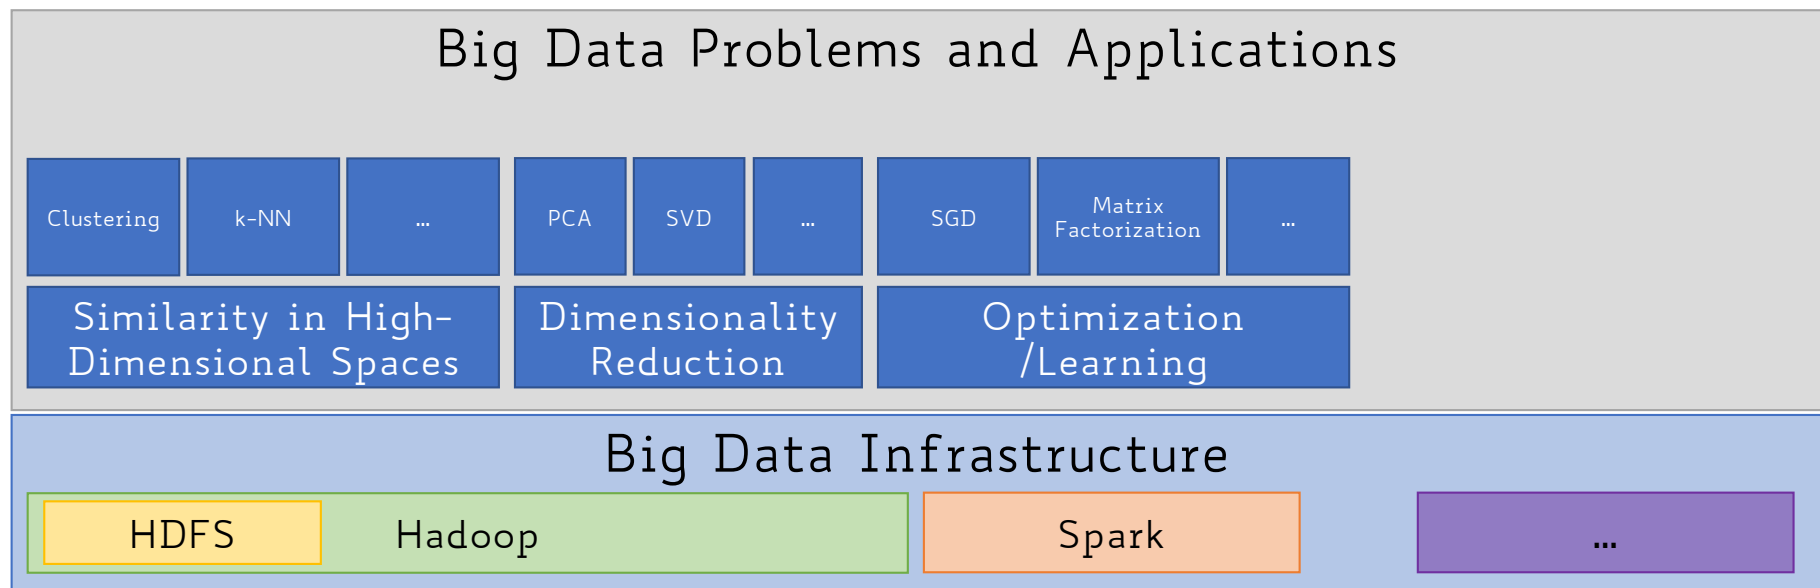 Big Data Problems and Applications
Clustering
k-NN
...
PCA
SVD
...
SGD
Matrix
Factorization
...
Similarity in High-
Dimensional Spaces
Dimensionality
Reduction
Optimization
/Learning
Big Data Infrastructure
HDFS
Hadoop
Spark
...